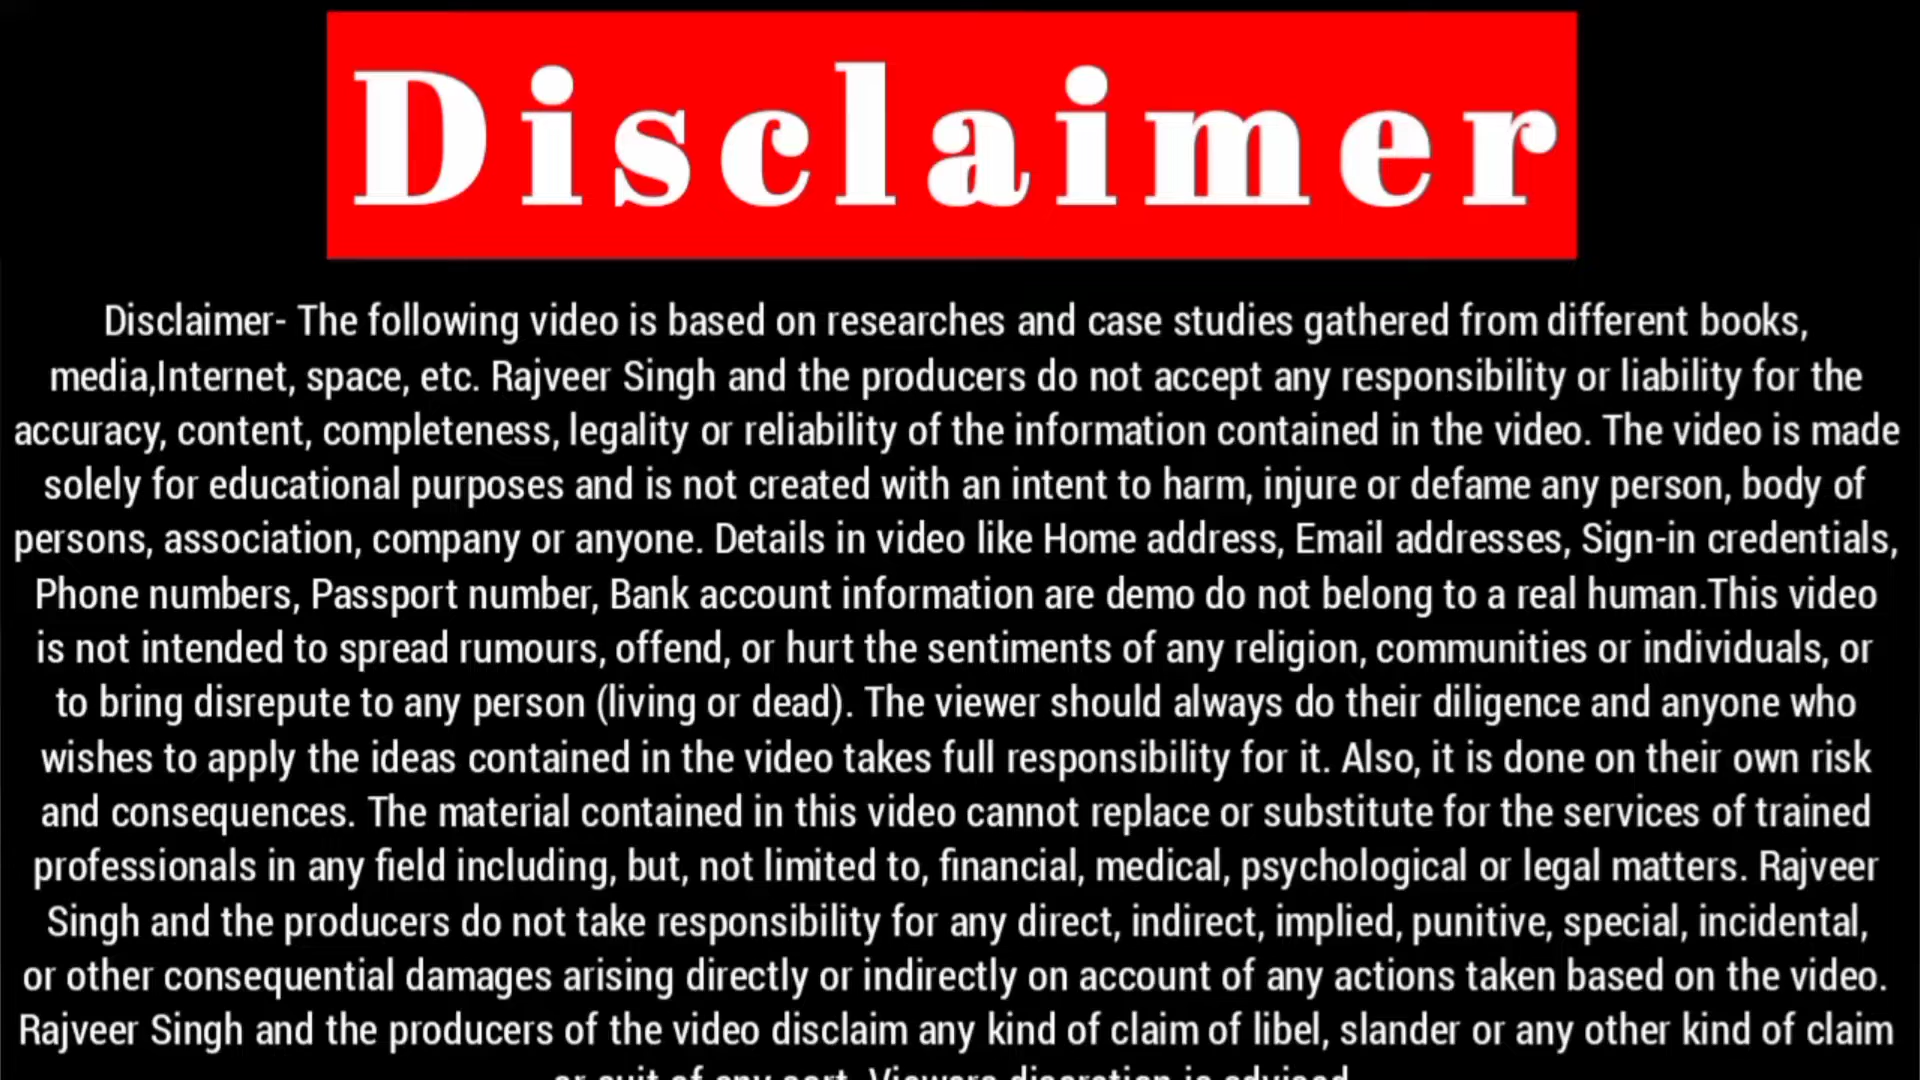 Disclaimer
Disclaimer- The following video is based on researches and case studies gathered from different books,
media,Internet, space, etc. Rajveer Singh and the producers do not accept any responsibility or liability for the
accuracy, content, completeness, legality or reliability of the information contained in the video. The video is made
solely for educational purposes and is not created with an intent to harm, injure or defame any person, body of
persons, association, company or anyone. Details in video like Home address, Email addresses, Sign-in credentials,
Phone numbers, Passport number, Bank account information are demo do not belong to a real human.This video
is not intended to spread rumours, offend, or hurt the sentiments of any religion, communities or individuals, or
to bring disrepute to any person (living or dead). The viewer should always do their diligence and anyone who
wishes to apply the ideas contained in the video takes full responsibility for it. Also, it is done on their own risk
and consequences. The material contained in this video cannot replace or substitute for the services of trained
professionals in any field including, but, not limited to, financial, medical, psychological or legal matters. Rajveer
Singh and the producers do not take responsibility for any direct, indirect, implied, punitive, special, incidental,
or other consequential damages arising directly or indirectly on account of any actions taken based on the video.
Rajveer Singh and the producers of the video disclaim any kind of claim of libel, slander or any other kind of claim
or suit of any sort. Viewers discretion is advised